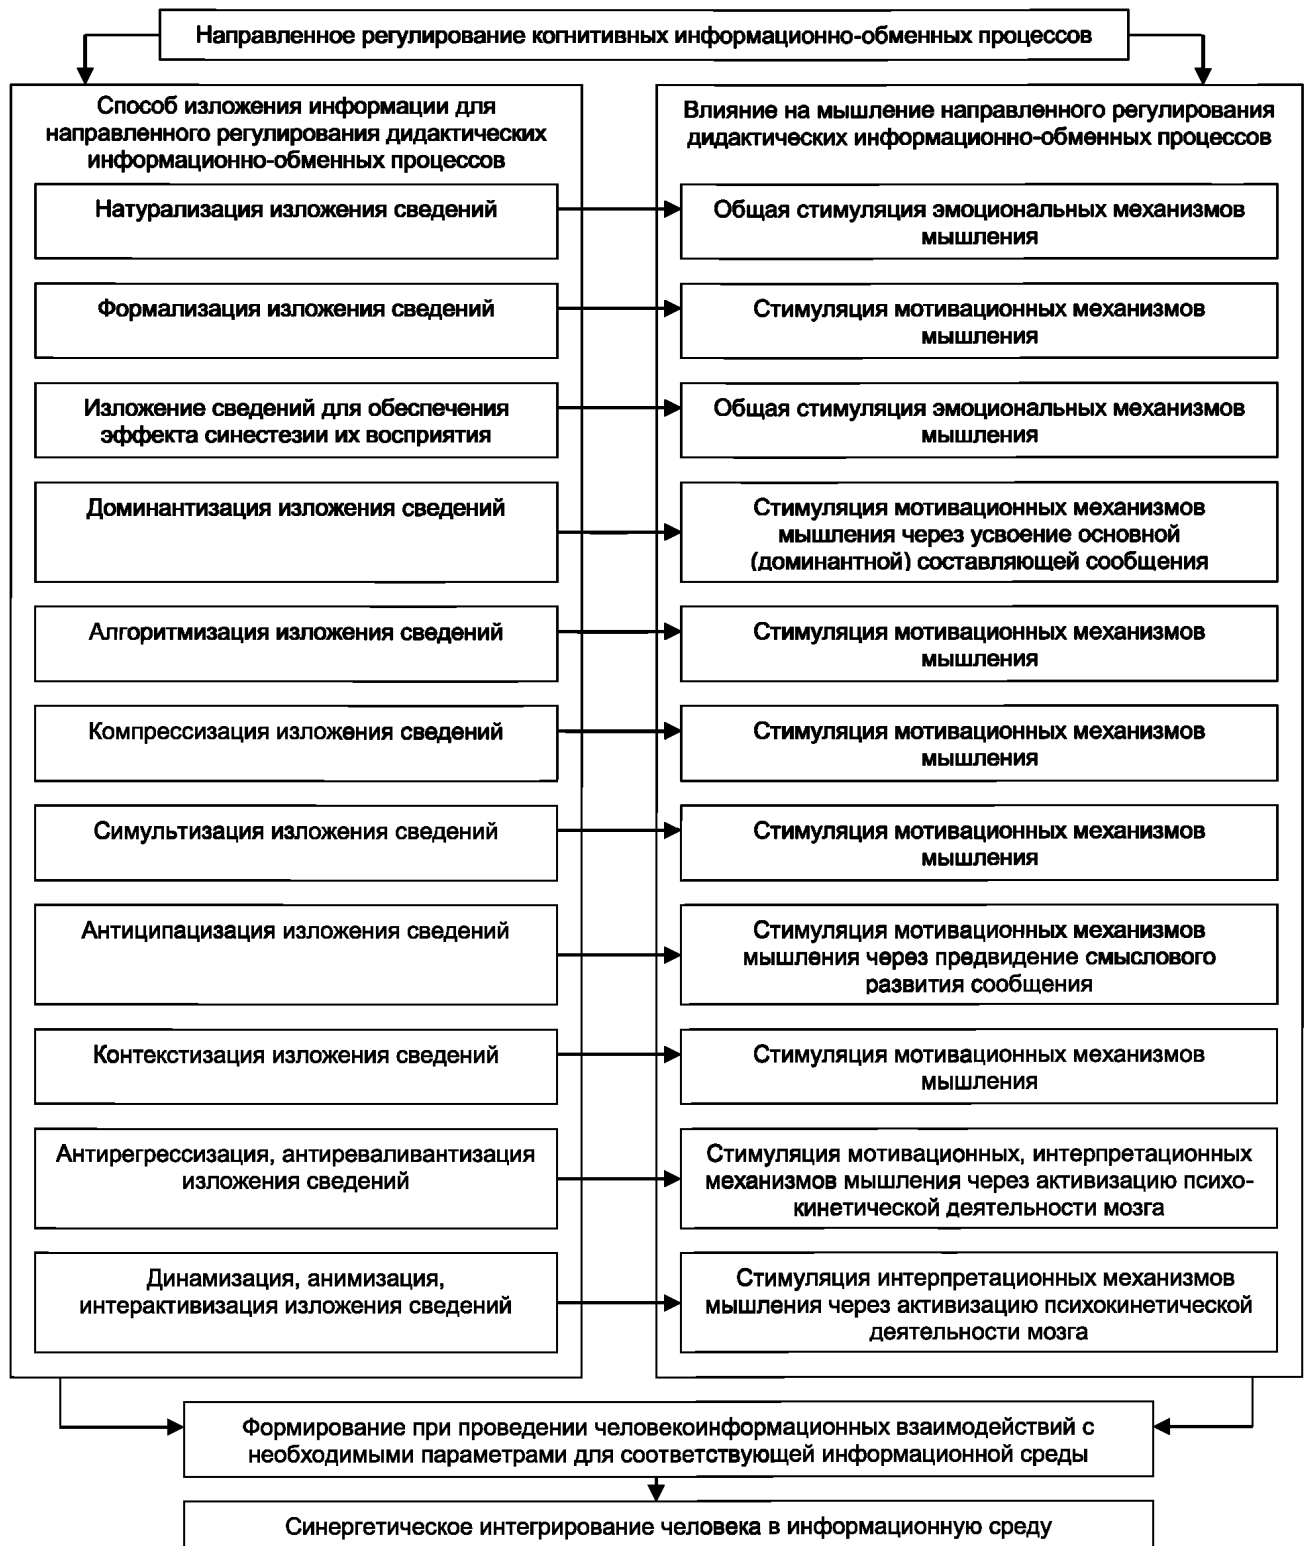 Направленное регулирование когнитивных информационно-обменных процессов
Способ изложения информации для
направленного регулирования дидактических
информационно-обменных процессов
Влияние на мышление направленного регулирования
дидактических информационно-обменных процессов
Натурализация изложения сведений
Общая стимуляция эмоциональных механизмов
мышления
Формализация изложения сведений
Стимуляция мотивационных механизмов
мышления
Изложение сведений для обеспечения
эффекта синестезии их восприятия
Общая стимуляция эмоциональных механизмов
мышления
Доминантизация изложения сведений
Стимуляция мотивационных механизмов
мышления через усвоение основной
(доминантной) составляющей сообщения
Алгоритмизация изложения сведений
Стимуляция мотивационных механизмов
мышления
Компрессизация изложения сведений
Стимуляция мотивационных механизмов
мышления
Симультизация изложения сведений
Стимуляция мотивационных механизмов
мышления
Антиципацизация изложения сведений
Стимуляция мотивационных механизмов
мышления через предвидение смыслового
развития сообщения
Контекстизация изложения сведений
Стимуляция мотивационных механизмов
мышления
Антирегрессизация, антиреваливантизация
изложения сведений
Стимуляция мотивационных, интерпретационных
механизмов мышления через активизацию психо-
кинетической деятельности мозга
Динамизация, анимизация,
интерактивизация изложения сведений
Стимуляция интерпретационных механизмов
мышления через активизацию психокинетической
деятельности мозга
Формирование при проведении человекоинформационных взаимодействий с
необходимыми параметрами для соответствующей информационной среды
Синергетическое интегрирование человека в информационную среду